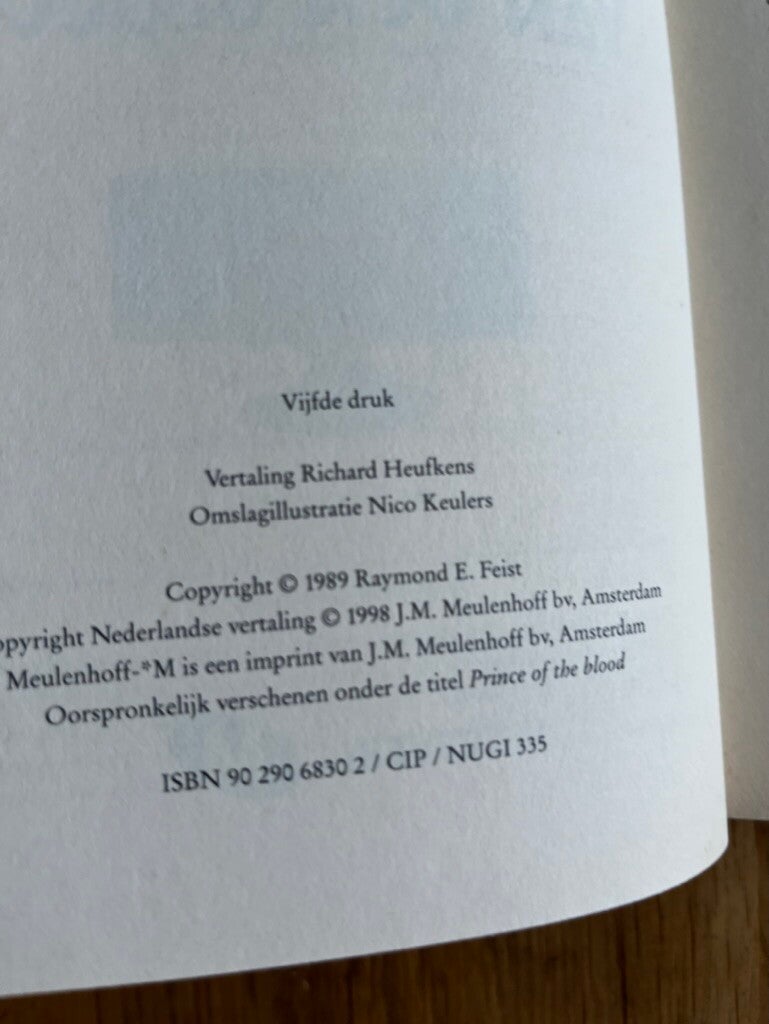 Vijfde druk
Vertaling Richard Heufkens
Omslagillustratie Nico Keulers
Copyright © 1989 Raymond E. Feist
opyright Nederlandse vertaling © 1998 J.M. Meulenhoff bv, Amsterdam
Meulenhoff-*M is een imprint van J.M. Meulenhoff bv, Amsterdam
Oorspronkelijk verschenen onder de titel Prince of the blood
ISBN 90 290 6830 2 / CIP / NUGI 335